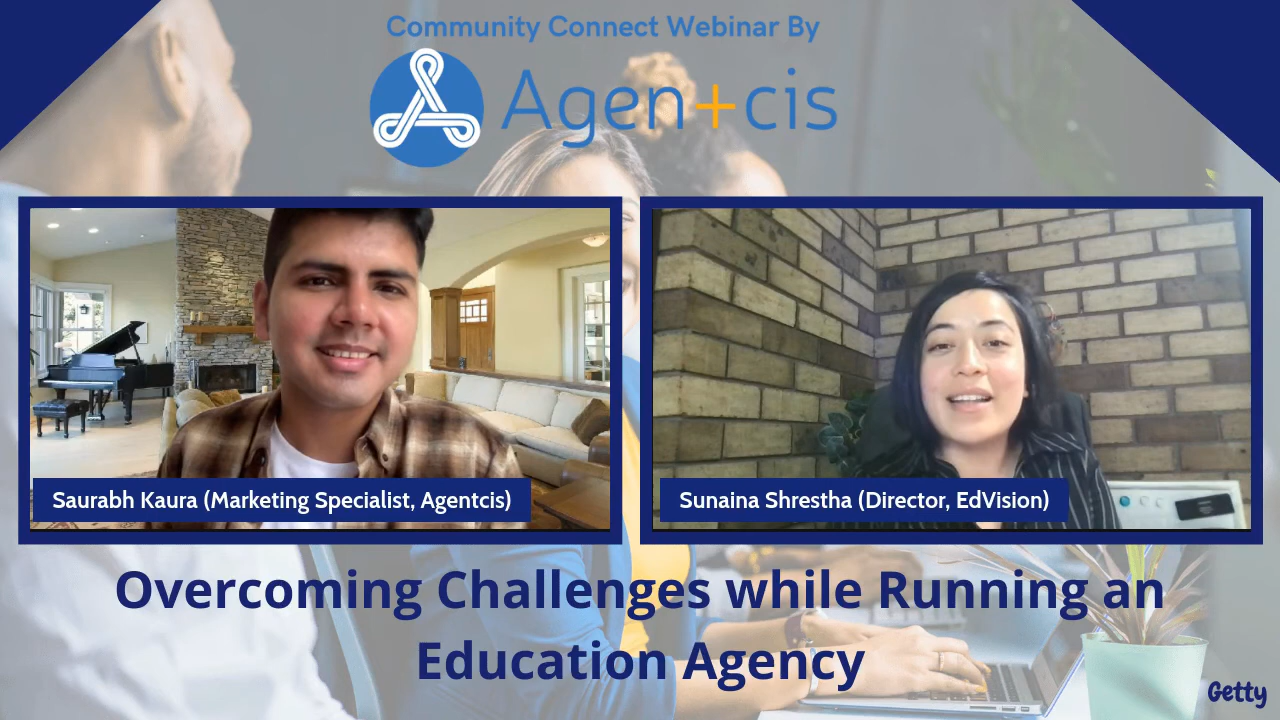 Community Connect Webinar By
Agen+cis
Saurabh Kaura (Marketing Specialist, Agentcis)
Sunaina Shrestha (Director, EdVision)
Overcoming Challenges while Running an
Education Agency
Getty